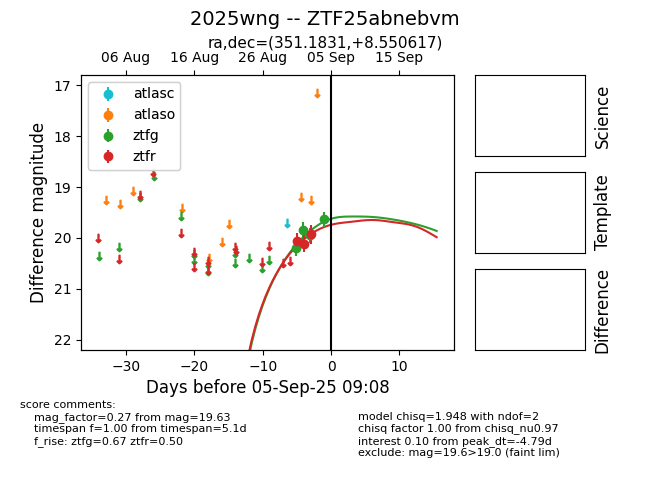 2025wng -- ZTF25abnebvm
ra,dec=(351.1831,+8.550617)
06 Aug 16 Aug 26 Aug 05 Sep 15 Sep
17
18
19
20
21
22
Difference magnitude
atlasc
atlaso
ztfg
ztfr
−30 −20 −10 0 10
Days before 05-Sep-25 09:08
Science
Template
Difference
score comments:
mag_factor=0.27 from mag=19.63
timespan f=1.00 from timespan=5.1d
f_rise: ztfg=0.67 ztfr=0.50
model chisq=1.948 with ndof=2
chisq factor 1.00 from chisq_nu0.97
interest 0.10 from peak_dt=-4.79d
exclude: mag=19.6>19.0 (faint lim)